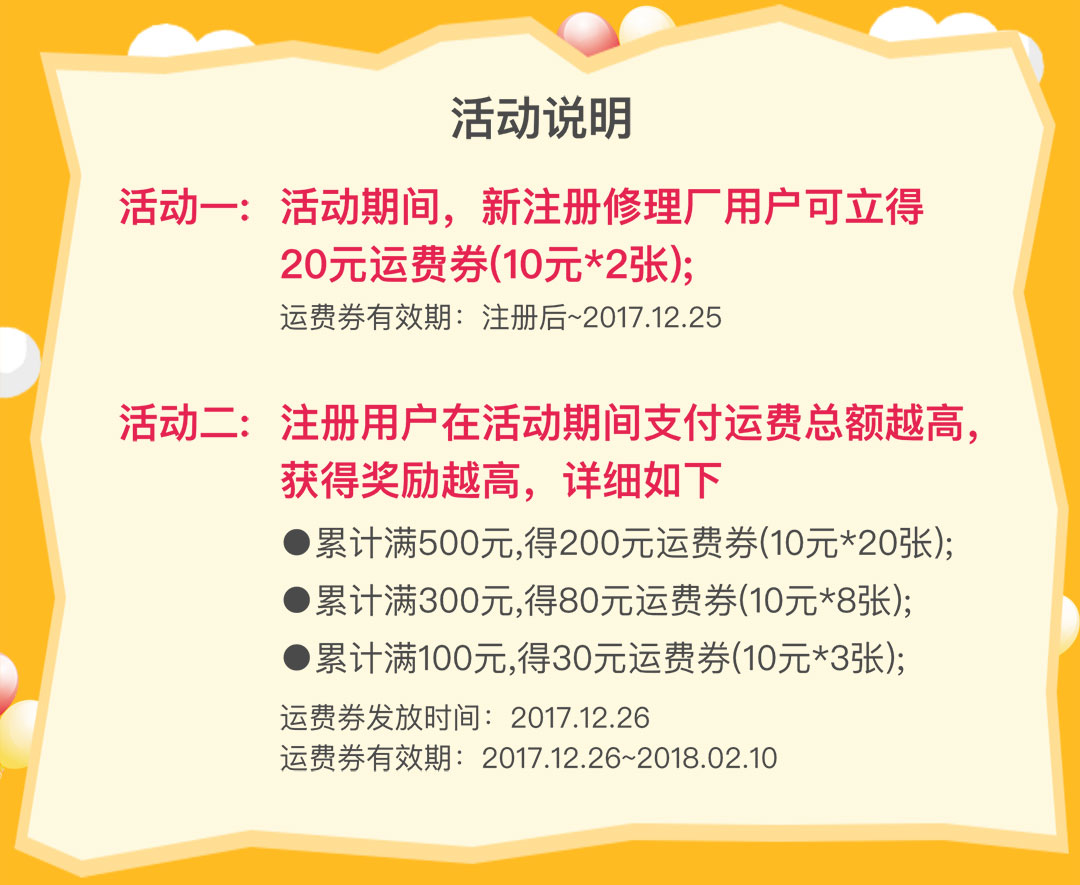 活动说明
活动一：活动期间，新注册修理厂用户可立得
20元运费券(10元*2张);
运费券有效期：注册后~2017.12.25
活动二：注册用户在活动期间支付运费总额越高，
获得奖励越高，详细如下
●累计满500元,得200元运费券(10元*20张);
●累计满300元,得80元运费券(10元*8张);
●累计满100元,得30元运费券(10元*3张);
运费券发放时间：2017.12.26
运费券有效期：2017.12.26~2018.02.10